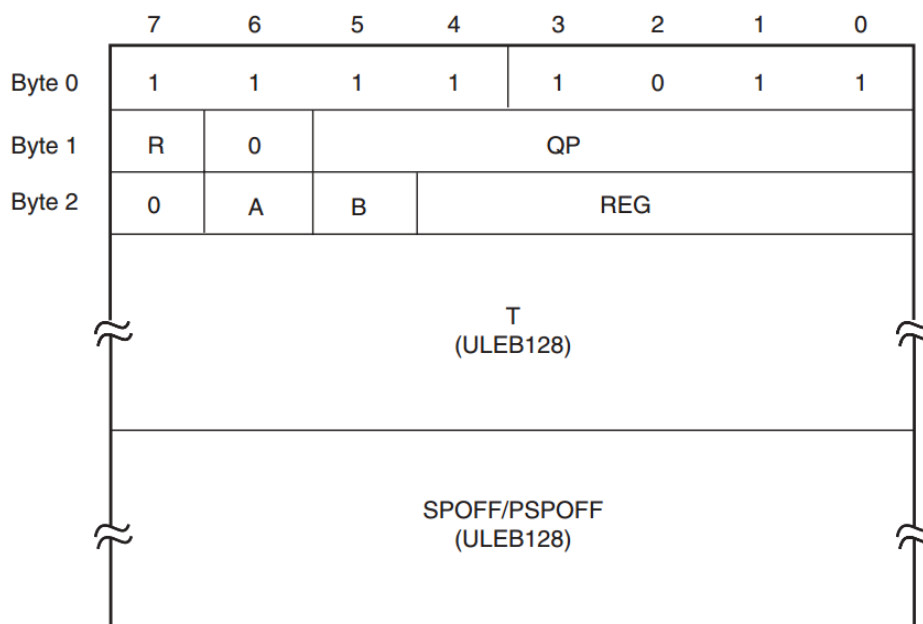 7 6 5 4 3 2 1 0
Byte 0 1 1 1 1 1 0 1 1
Byte 1 R 0 QP
Byte 2 0 A B REG
T
(ULEB128)
SPOFF/PSPOFF
(ULEB128)